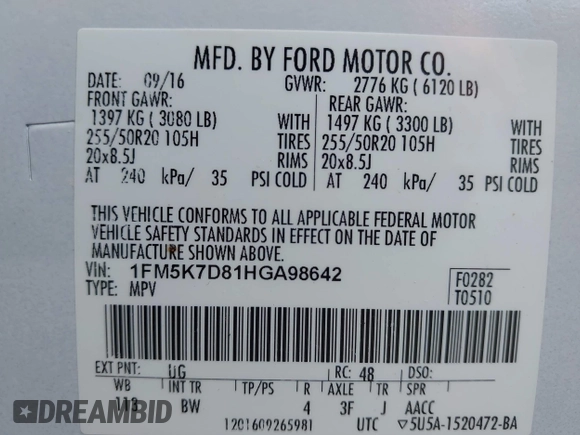 MFD. BY FORD MOTOR CO.
DATE: 09/16 GVWR: 2776 KG ( 6120 LB)
FRONT GAWR: REAR GAWR:
1397 KG ( 3080 LB) WITH 1497 KG ( 3300 LB) WITH
255/50R20 105H TIRES 255/50R20 105H TIRES
20x8.5J RIMS 20x8.5J RIMS
AT 240 kPa/ 35 PSI COLD AT 240 kPa/ 35 PSI COLD
THIS VEHICLE CONFORMS TO ALL APPLICABLE FEDERAL MOTOR
VEHICLE SAFETY STANDARDS IN EFFECT ON THE DATE OF
MANUFACTURE SHOWN ABOVE.
VIN: 1FM5K7D81HGA98642 F0282
TYPE: MPV T0510
EXT PNT: UG RC: 48 DSO:
WB INT TR TP/PS R AXLE TR SPR
113 BW 4 3F J AACC
1201609265981 UTC ▽5U5A-1520472-BA
DREAMBID